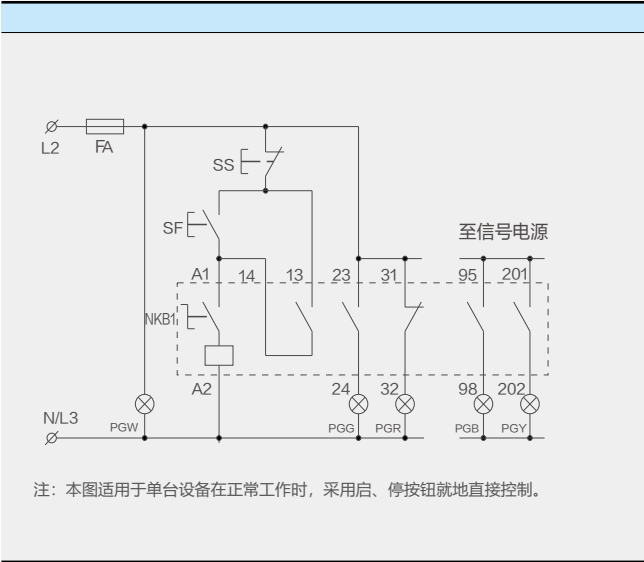 L2
FA
SS
SF
至信号电源
A1 14 13 23 31 95 201
NKB1
A2 24 32 98 202
N/L3
PGW PGG PGR PGB PGY
注：本图适用于单台设备在正常工作时，采用启、停按钮就地直接控制。